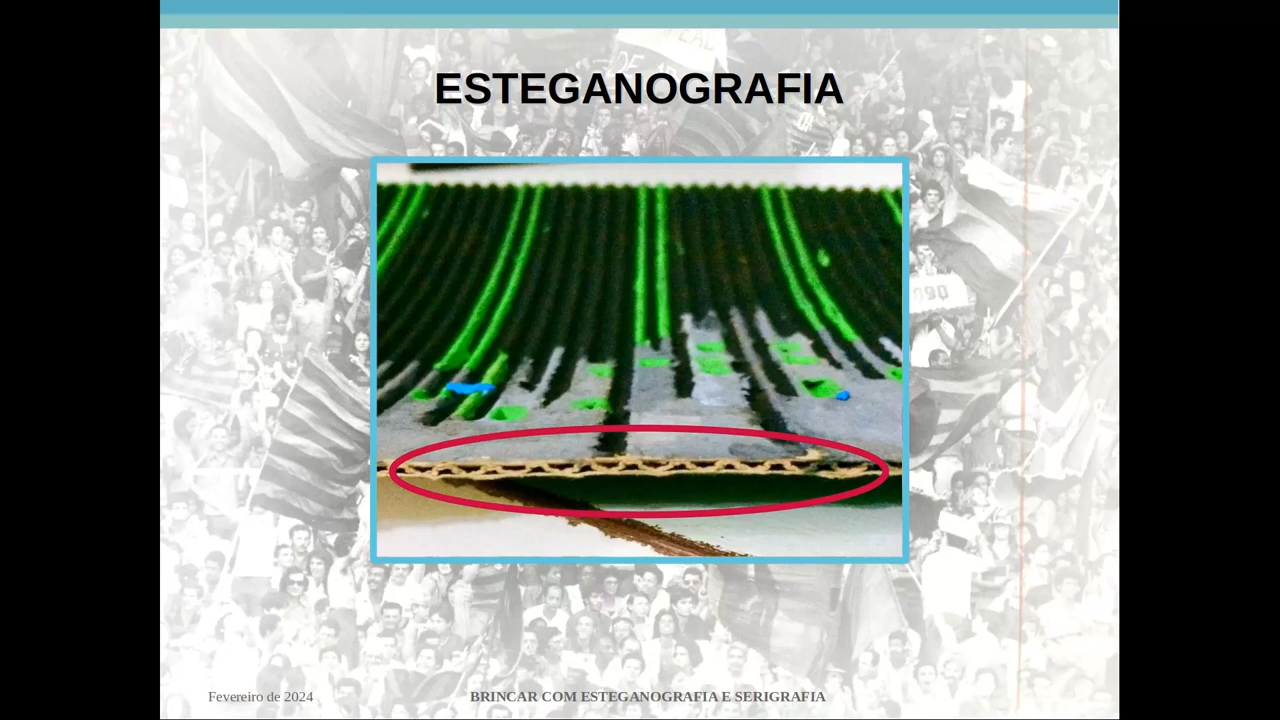 ESTEGANOGRAFIA
Fevereiro de 2024
BRINCAR COM ESTEGANOGRAFIA E SERIGRAFIA